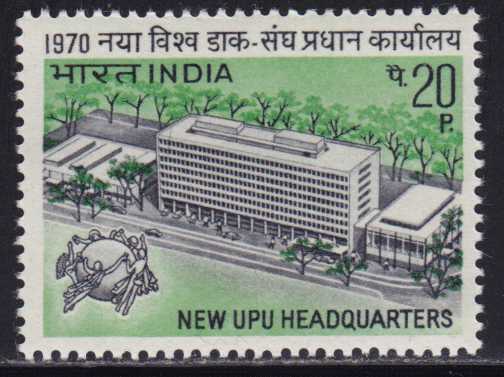 1970 नया विश्व डाक-संघ प्रधान कार्यालय
भारत INDIA
पै. 20 P.
NEW UPU HEADQUARTERS